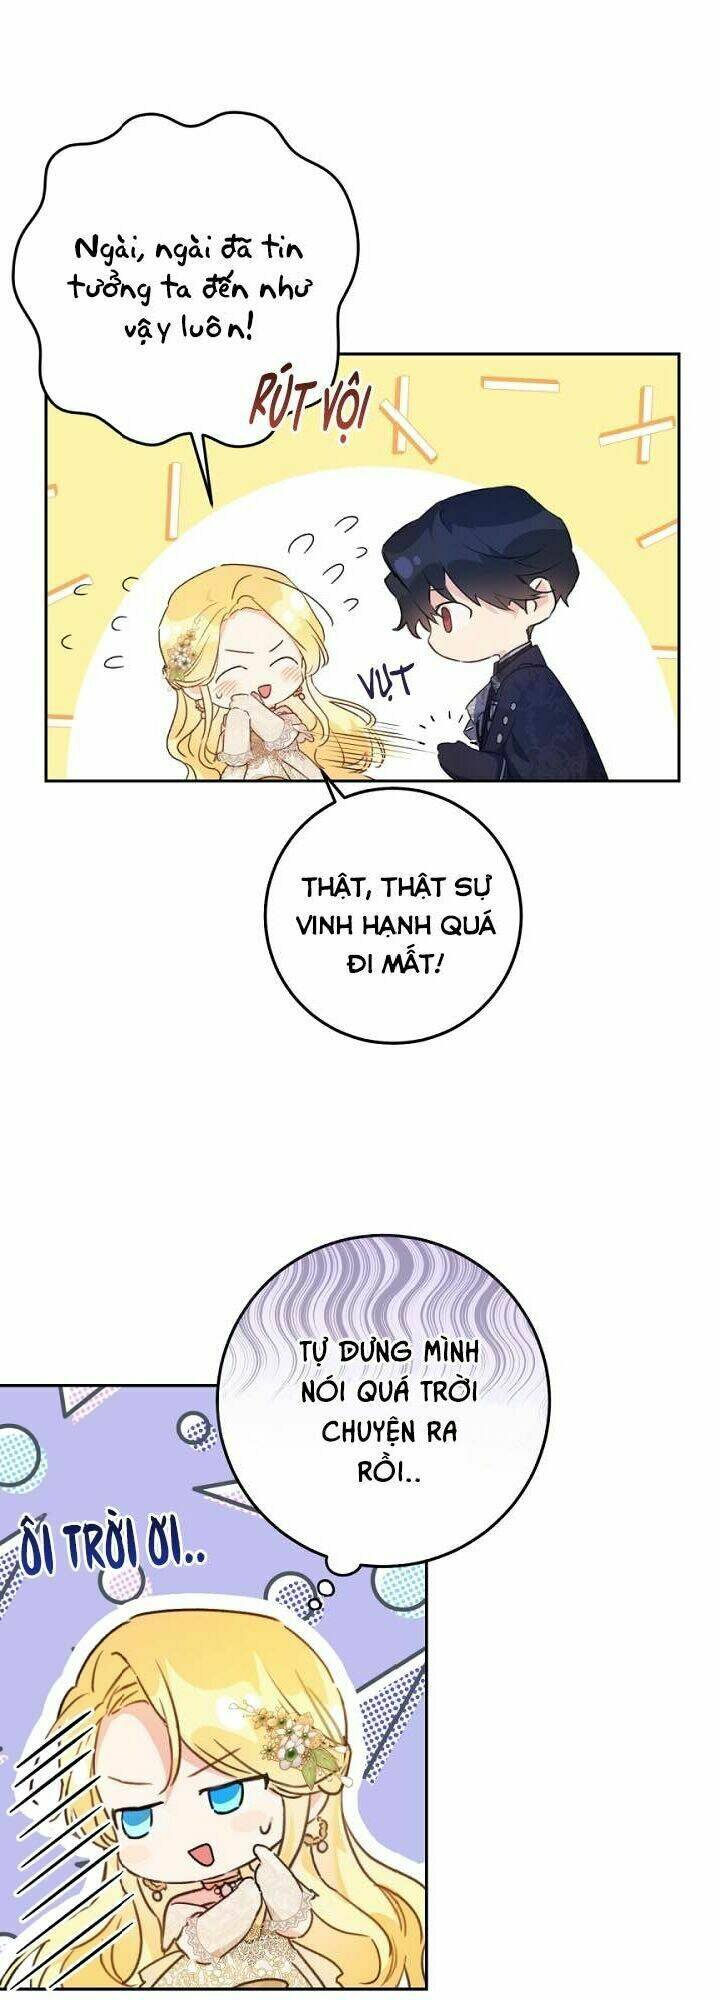 Ngài, ngài đã tin
tưởng ta đến như
vậy luôn!
RÚT VỘI
VỤT
THẬT, THẬT SỰ
VINH HẠNH QUÁ
ĐI MẤT!
TỰ DƯNG MÌNH
NÓI QUÁ TRỜI
CHUYỆN RA
RỒI..
ÔI TRỜI ƠI..